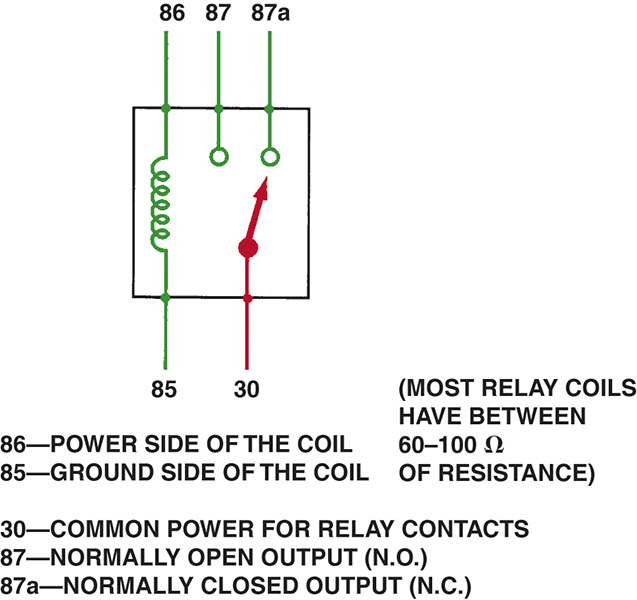 86 87 87a
85 30
(MOST RELAY COILS
HAVE BETWEEN
60–100 Ω
OF RESISTANCE)
86—POWER SIDE OF THE COIL
85—GROUND SIDE OF THE COIL
30—COMMON POWER FOR RELAY CONTACTS
87—NORMALLY OPEN OUTPUT (N.O.)
87a—NORMALLY CLOSED OUTPUT (N.C.)